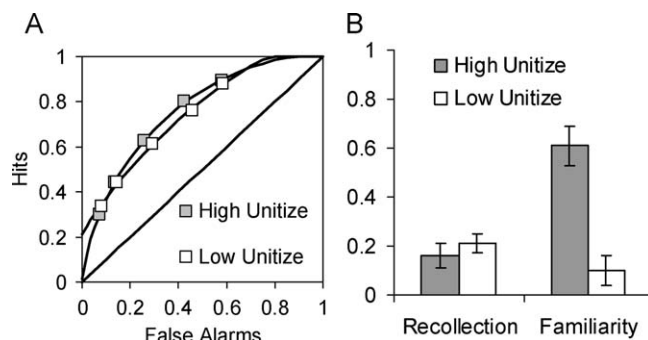 A
1
0.8
0.6
0.4
0.2
0
Hits
High Unitize
Low Unitize
0 0.2 0.4 0.6 0.8 1
False Alarms
B
1
0.8
0.6
0.4
0.2
0
High Unitize
Low Unitize
Recollection Familiarity